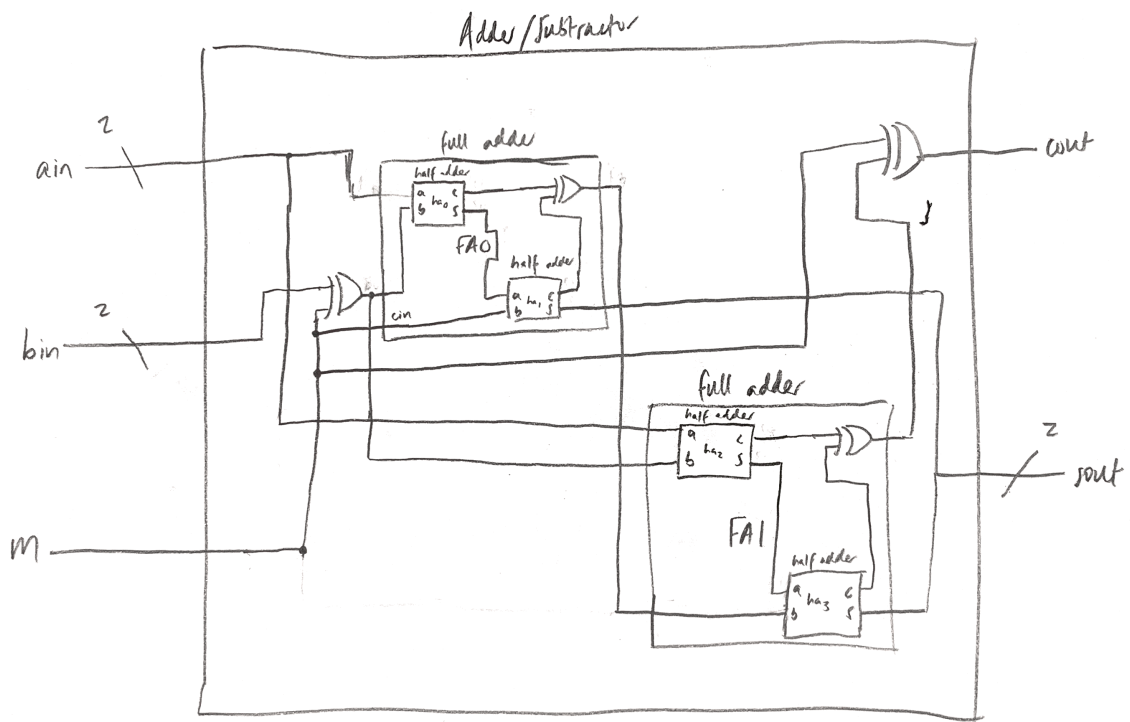 Adder/Subtractor
2
ain
2
bin
M
full adder
half adder
a c
ha0
b s
FA0
half adder
a c
ha1
b s
cin
cout
full adder
half adder
a c
ha2
b s
FA1
half adder
a c
ha3
b s
2
sout